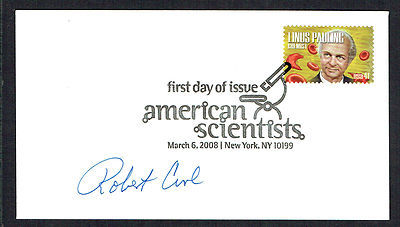 LINUS PAULING
USA 41
first day of issue
american
scientists
March 6, 2008 | New York, NY 10199
Robert Curl